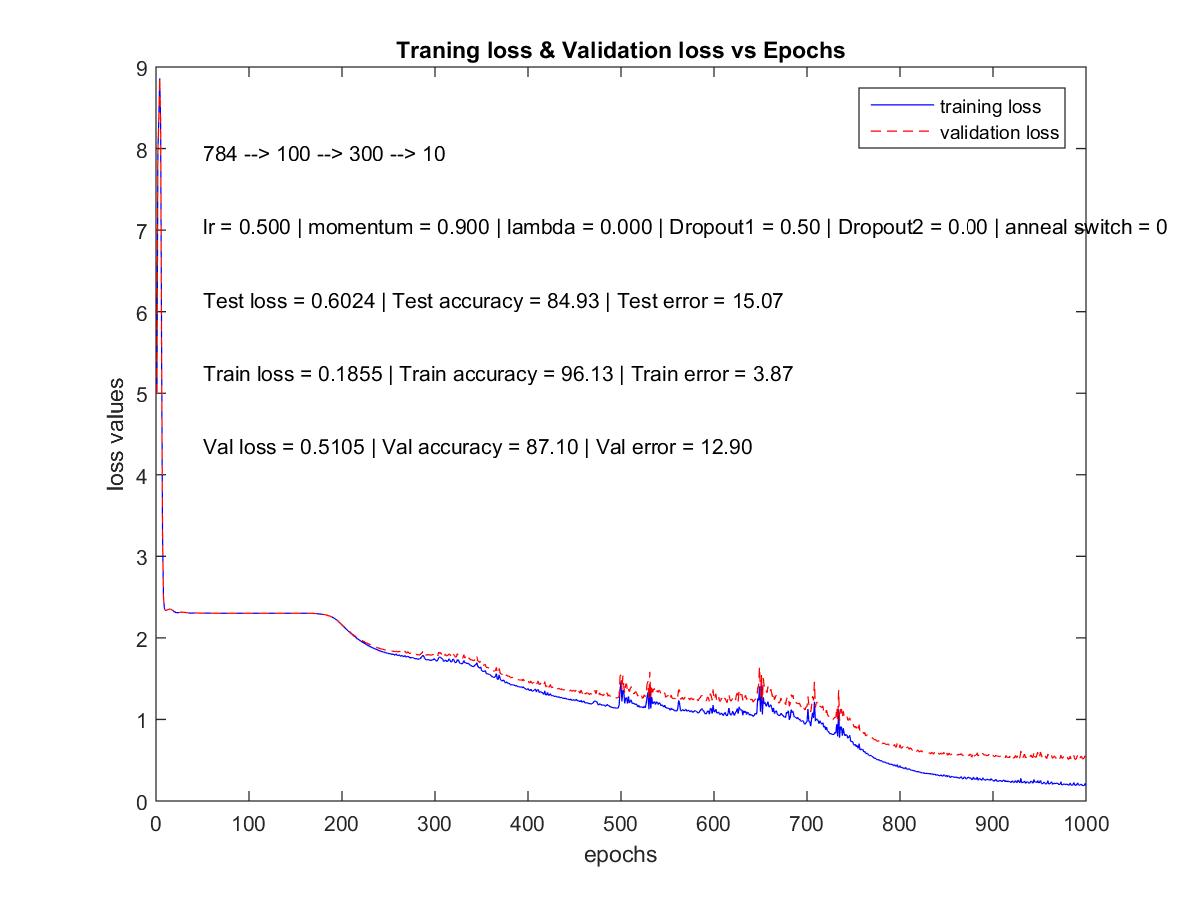 Traning loss & Validation loss vs Epochs
training loss
validation loss
784 --> 100 --> 300 --> 10
lr = 0.500 | momentum = 0.900 | lambda = 0.000 | Dropout1 = 0.50 | Dropout2 = 0.00 | anneal switch = 0
Test loss = 0.6024 | Test accuracy = 84.93 | Test error = 15.07
Train loss = 0.1855 | Train accuracy = 96.13 | Train error = 3.87
Val loss = 0.5105 | Val accuracy = 87.10 | Val error = 12.90
loss values
9
8
7
6
5
4
3
2
1
0
0 100 200 300 400 500 600 700 800 900 1000
epochs